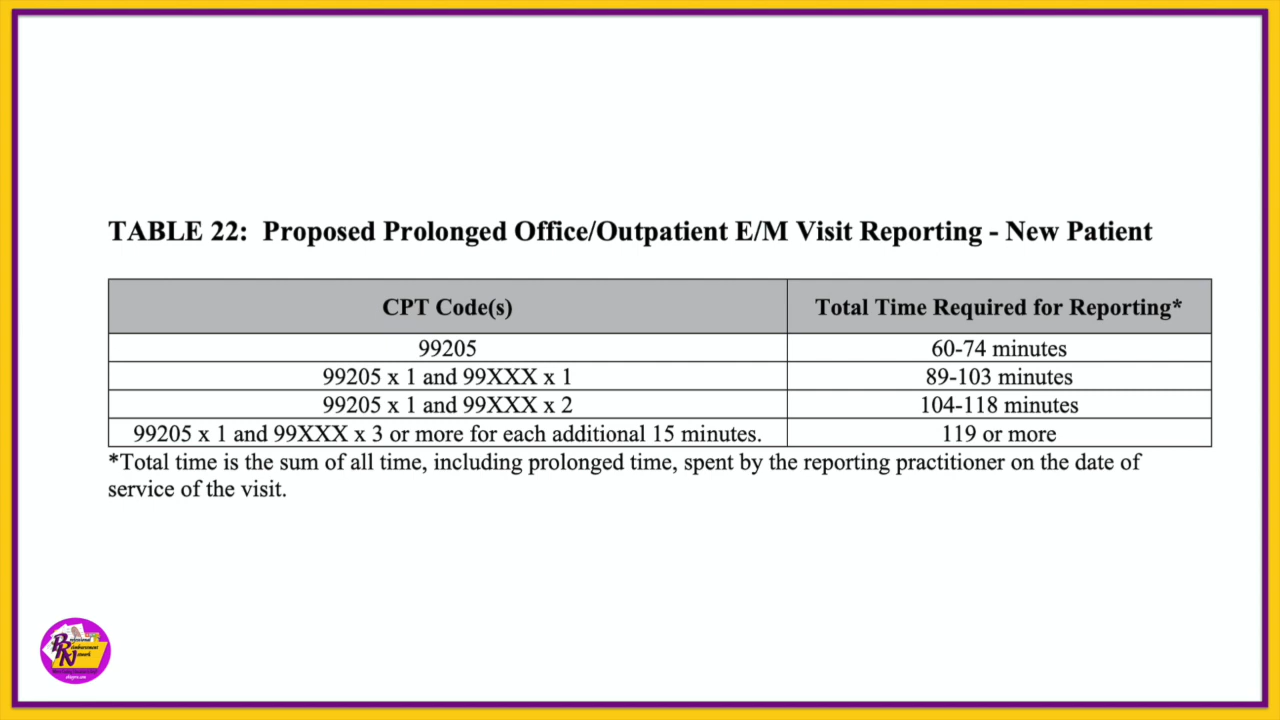 TABLE 22:  Proposed Prolonged Office/Outpatient E/M Visit Reporting - New Patient
CPT Code(s) Total Time Required for Reporting*
99205 60-74 minutes
99205 x 1 and 99XXX x 1 89-103 minutes
99205 x 1 and 99XXX x 2 104-118 minutes
99205 x 1 and 99XXX x 3 or more for each additional 15 minutes. 119 or more
*Total time is the sum of all time, including prolonged time, spent by the reporting practitioner on the date of
service of the visit.
Professional
Reimbursement
Network